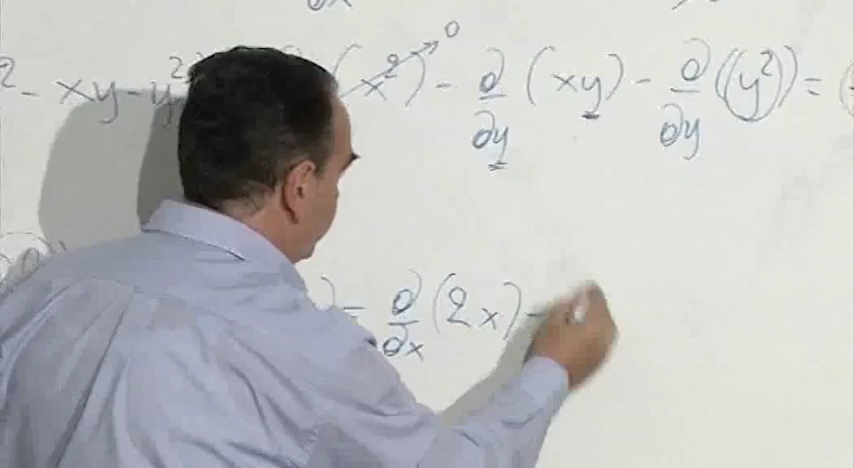 ∂x
2 - xy - y² (x²)→0 - ∂/∂y (xy) - ∂/∂y ((y²)) =
= ∂/∂x (2x) -